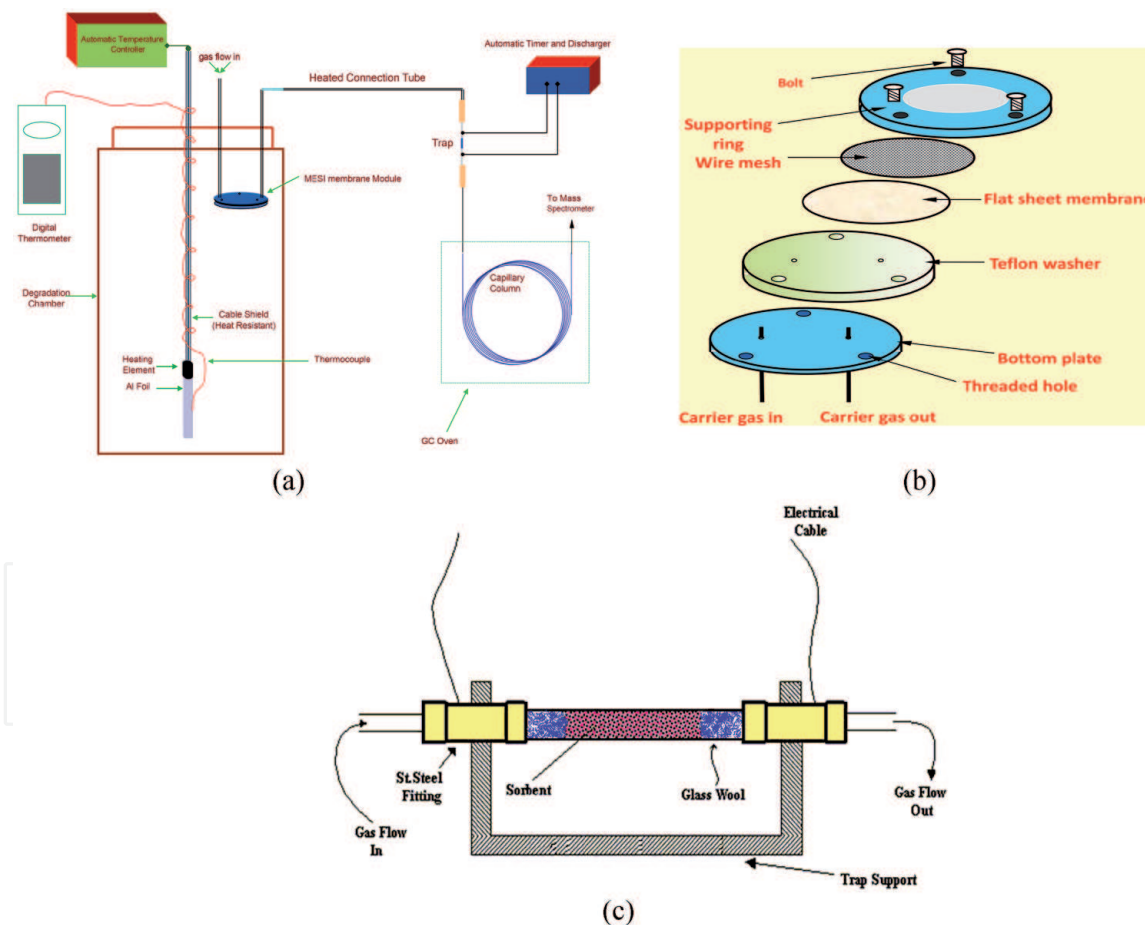 Automatic Temperature
Controller
gas flow in
Automatic Timer and Discharger
Heated Connection Tube
Trap
MESI membrane Module
To Mass
Spectrometer
Digital
Thermometer
Capillary
Column
Degradation
Chamber
Cable Shield
(Heat Resistant)
Heating
Element
Thermocouple
Al Foil
GC Oven
(a)
Bolt
Supporting
ring
Wire mesh
Flat sheet membrane
Teflon washer
Bottom plate
Threaded hole
Carrier gas in
Carrier gas out
(b)
Electrical
Cable
St.Steel
Fitting
Sorbent
Glass Wool
Gas Flow
Out
Gas Flow
In
Trap Support
(c)